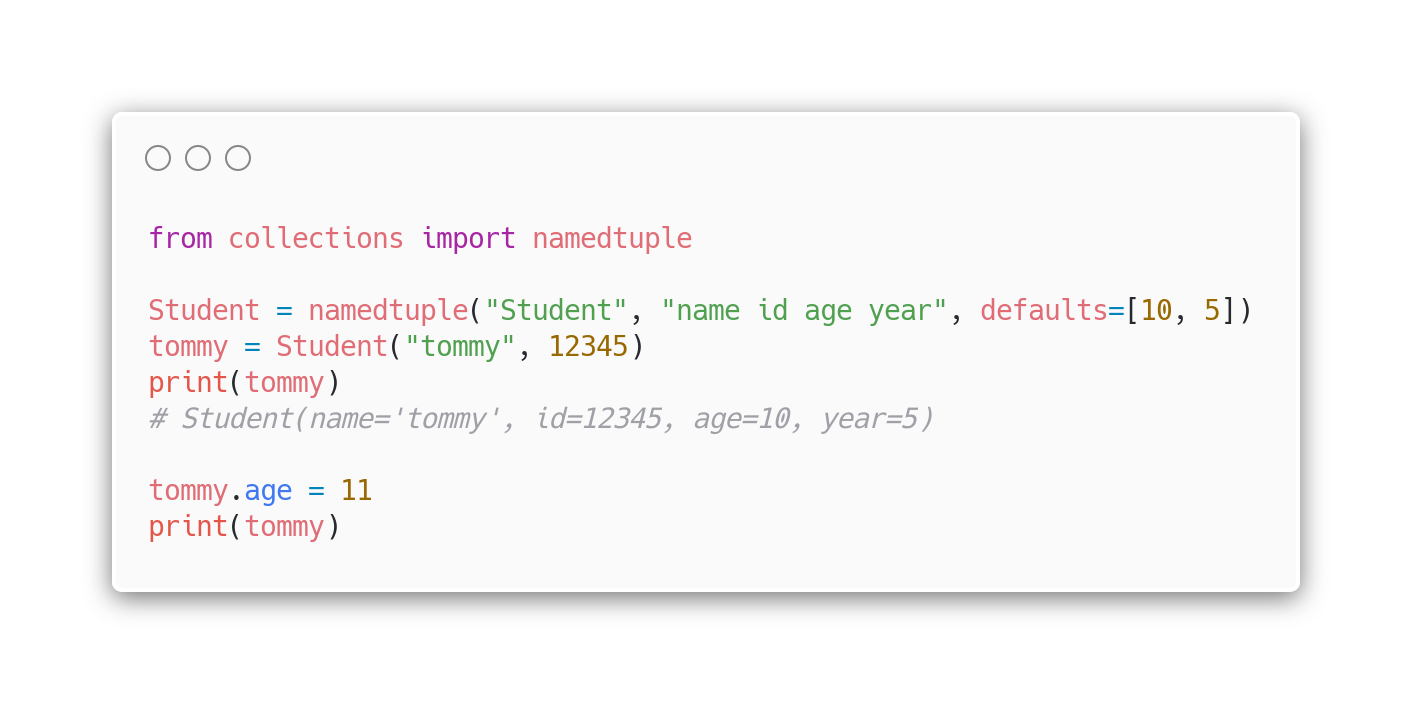 from collections import namedtuple
Student = namedtuple("Student", "name id age year", defaults=[10, 5])
tommy = Student("tommy", 12345)
print(tommy)
# Student(name='tommy', id=12345, age=10, year=5)
tommy.age = 11
print(tommy)